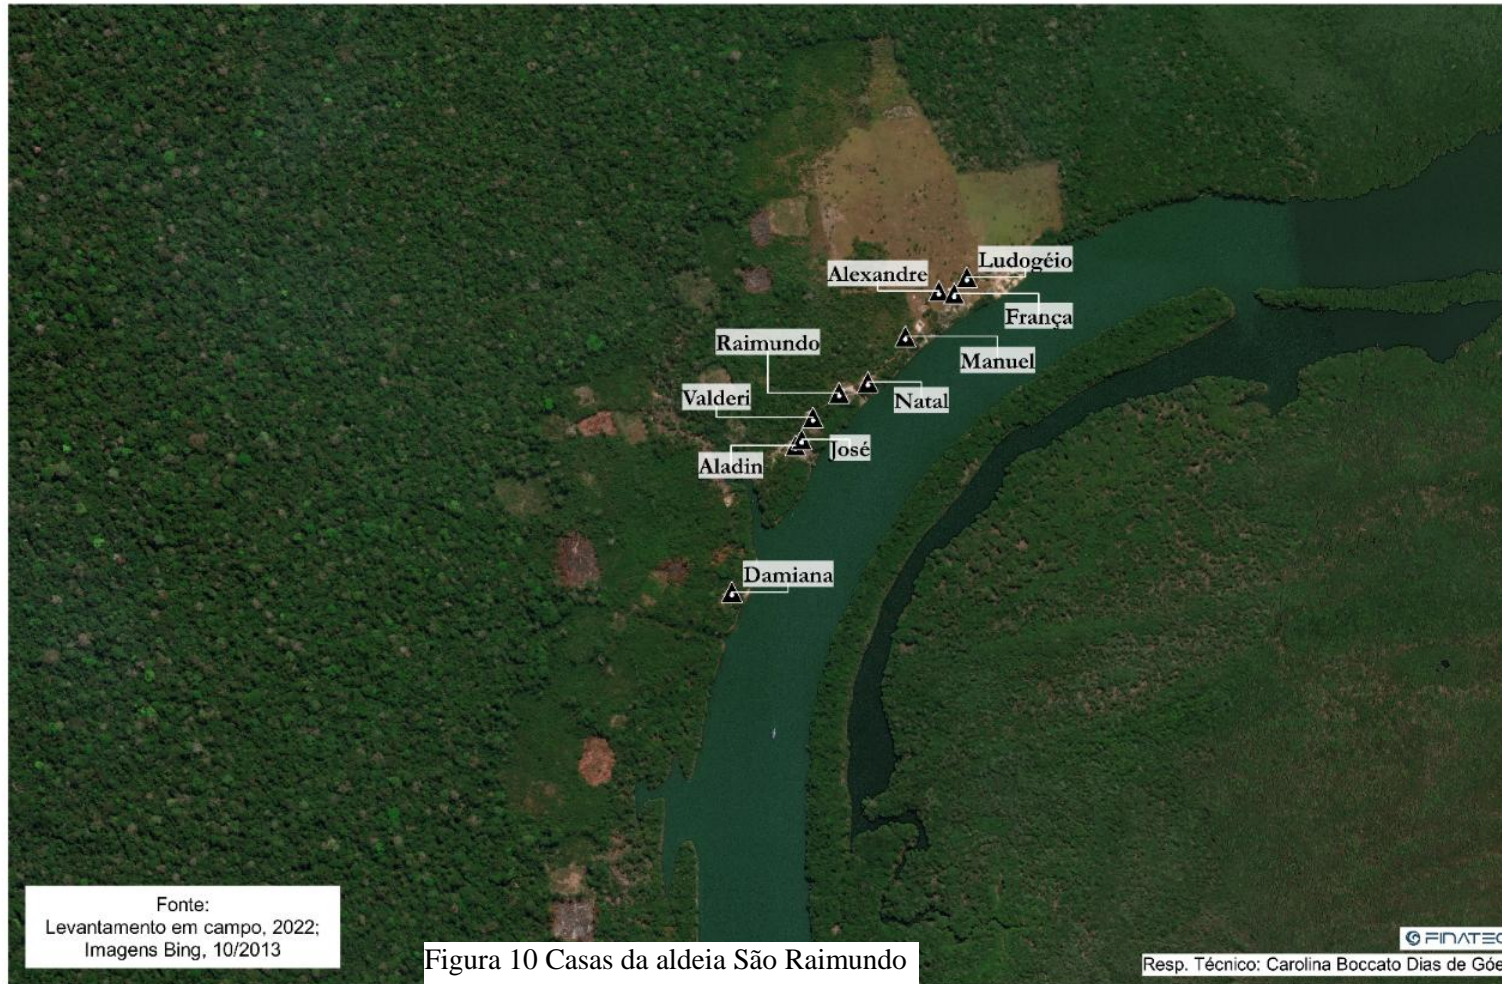 Ludogéio
Alexandre
França
Raimundo
Manuel
Valderi
Natal
José
Aladin
Damiana
Fonte:
Levantamento em campo, 2022;
Imagens Bing, 10/2013
Figura 10 Casas da aldeia São Raimundo
FINATEC
Resp. Técnico: Carolina Boccato Dias de Góe